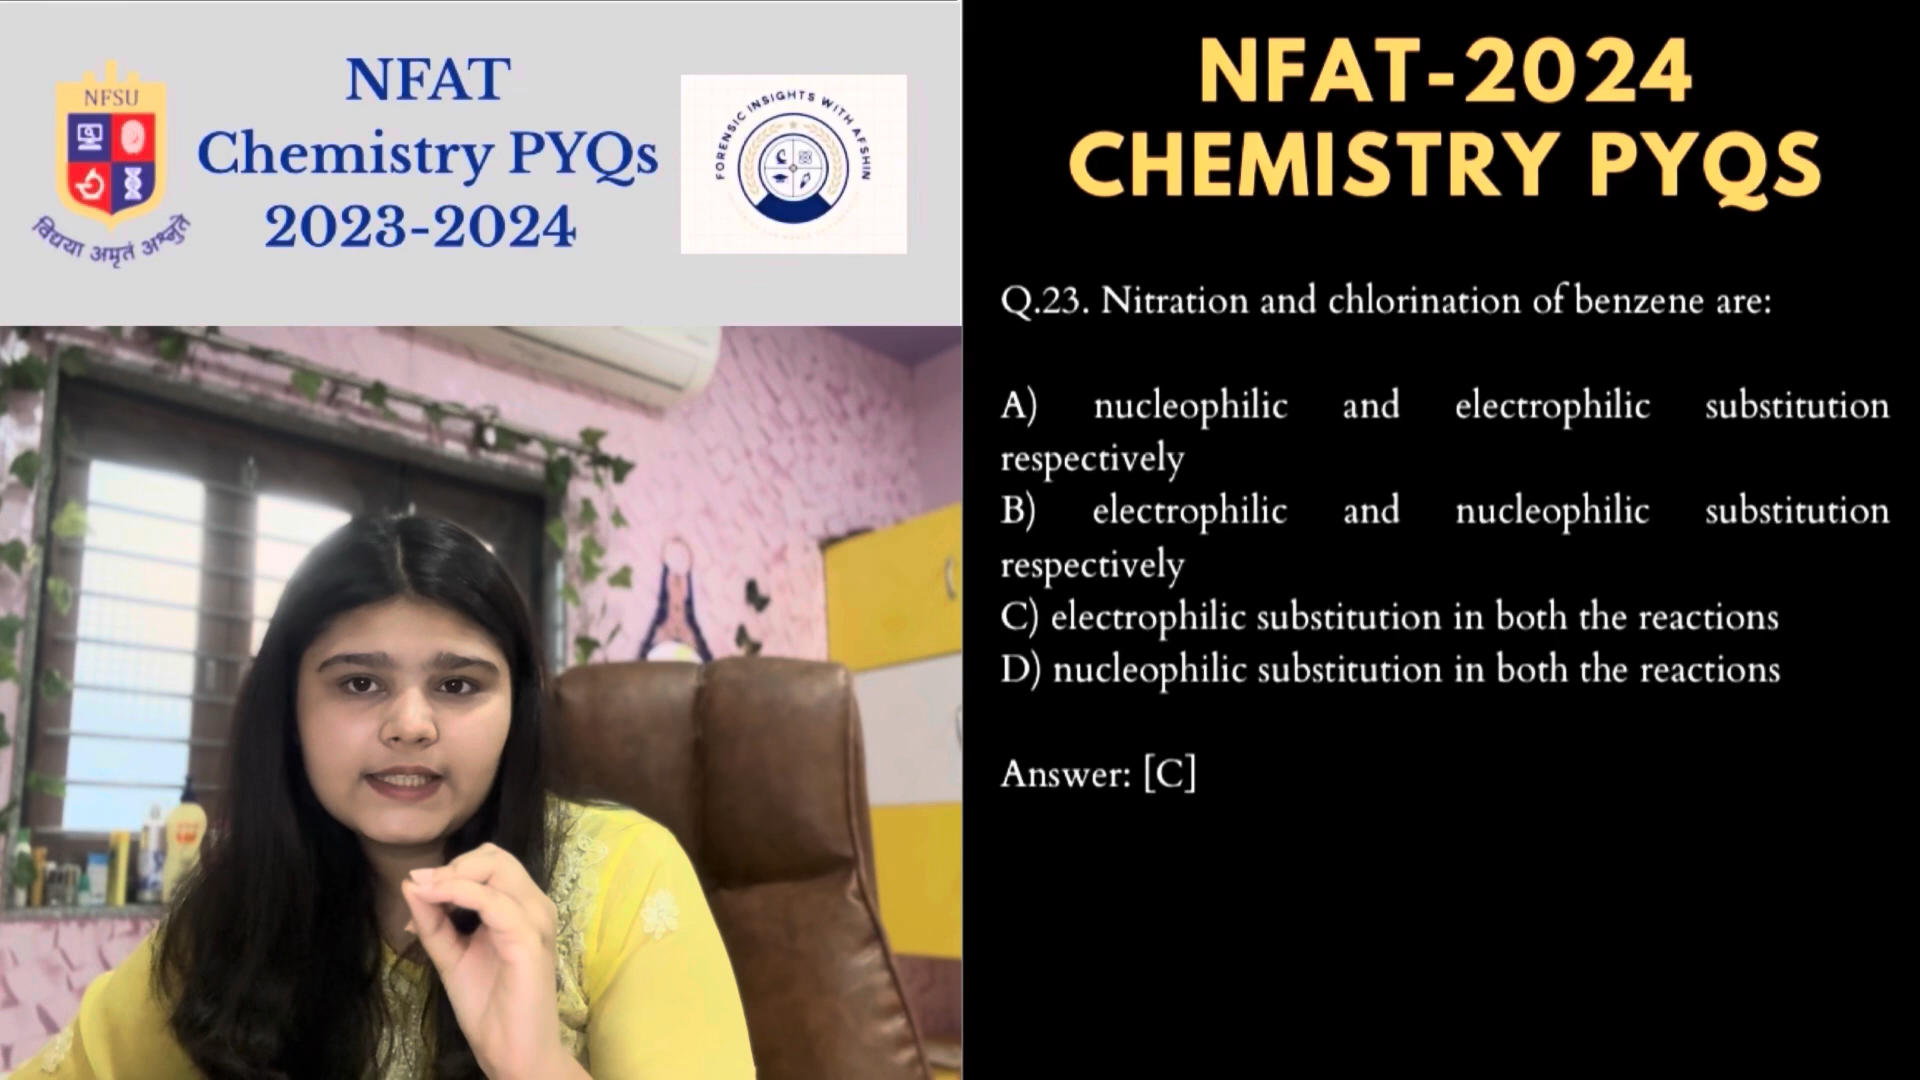 NFSU
विद्यया अमृतं अश्नुते
NFAT
Chemistry PYQs
2023-2024
FORENSIC INSIGHTS WITH AFSHIN
NFAT-2024
CHEMISTRY PYQS
Q.23. Nitration and chlorination of benzene are:
A) nucleophilic and electrophilic substitution
respectively
B) electrophilic and nucleophilic substitution
respectively
C) electrophilic substitution in both the reactions
D) nucleophilic substitution in both the reactions
Answer: [C]